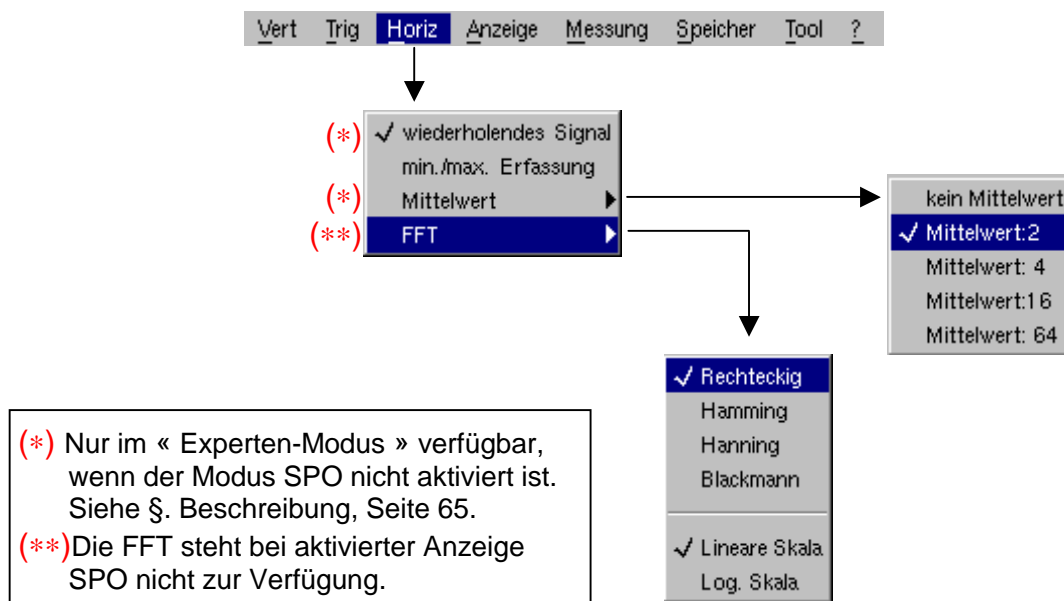 Vert Trig Horiz Anzeige Messung Speicher Tool ?
(*) ✓ wiederholendes Signal
min./max. Erfassung
(*) Mittelwert
(**) FFT
kein Mittelwert
✓ Mittelwert:2
Mittelwert: 4
Mittelwert:16
Mittelwert: 64
✓ Rechteckig
Hamming
Hanning
Blackmann
✓ Lineare Skala
Log. Skala
(*) Nur im « Experten-Modus » verfügbar,
wenn der Modus SPO nicht aktiviert ist.
Siehe §. Beschreibung, Seite 65.
(**)Die FFT steht bei aktivierter Anzeige
SPO nicht zur Verfügung.